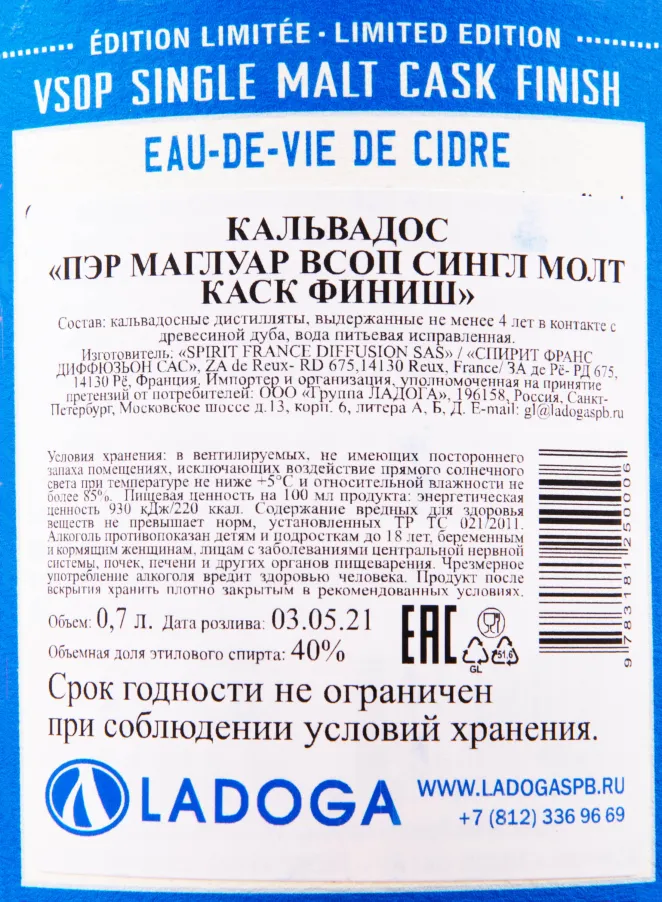 ÉDITION LIMITÉE · LIMITED EDITION
VSOP SINGLE MALT CASK FINISH
EAU-DE-VIE DE CIDRE
КАЛЬВАДОС
«ПЭР МАГЛУАР ВСОП СИНГЛ МОЛТ
КАСК ФИНИШ»
Состав: кальвадосные дистилляты, выдержанные не менее 4 лет в контакте с
древесиной дуба, вода питьевая исправленная.
Изготовитель: «SPIRIT FRANCE DIFFUSION SAS» / «СПИРИТ ФРАНС
ДИФФЮЗЬОН САС», ZA de Reux- RD 675,14130 Reux, France/ ЗА де Рё- РД 675,
14130 Рё, Франция. Импортер и организация, уполномоченная на принятие
претензий от потребителей: ООО «Группа ЛАДОГА», 196158, Россия, Санкт-
Петербург, Московское шоссе д.13, корп. 6, литера А, Б, Д. E-mail: gl@ladogaspb.ru
Условия хранения: в вентилируемых, не имеющих постороннего
запаха помещениях, исключающих воздействие прямого солнечного
света при температуре не ниже +5°С и относительной влажности не
более 85%. Пищевая ценность на 100 мл продукта: энергетическая
ценность 930 кДж/220 ккал. Содержание вредных для здоровья
веществ не превышает норм, установленных ТР ТС 021/2011.
Алкоголь противопоказан детям и подросткам до 18 лет, беременным
и кормящим женщинам, лицам с заболеваниями центральной нервной
системы, почек, печени и других органов пищеварения. Чрезмерное
употребление алкоголя вредит здоровью человека. Продукт после
вскрытия хранить плотно закрытым в рекомендованных условиях.
9 783181 250006
Объем: 0,7 л. Дата розлива: 03.05.21
Объемная доля этилового спирта: 40%
EAC
GL
51.6
Срок годности не ограничен
при соблюдении условий хранения.
LADOGA
WWW.LADOGASPB.RU
+7 (812) 336 96 69